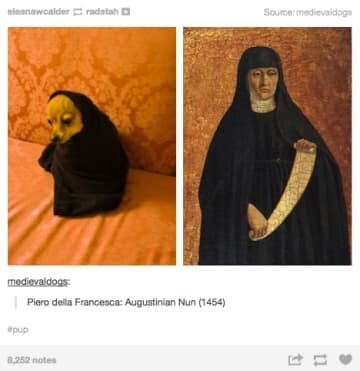 eleanawcalder radstah
Source: medievaldogs
medievaldogs:
Piero della Francesca: Augustinian Nun (1454)
#pup
8,252 notes